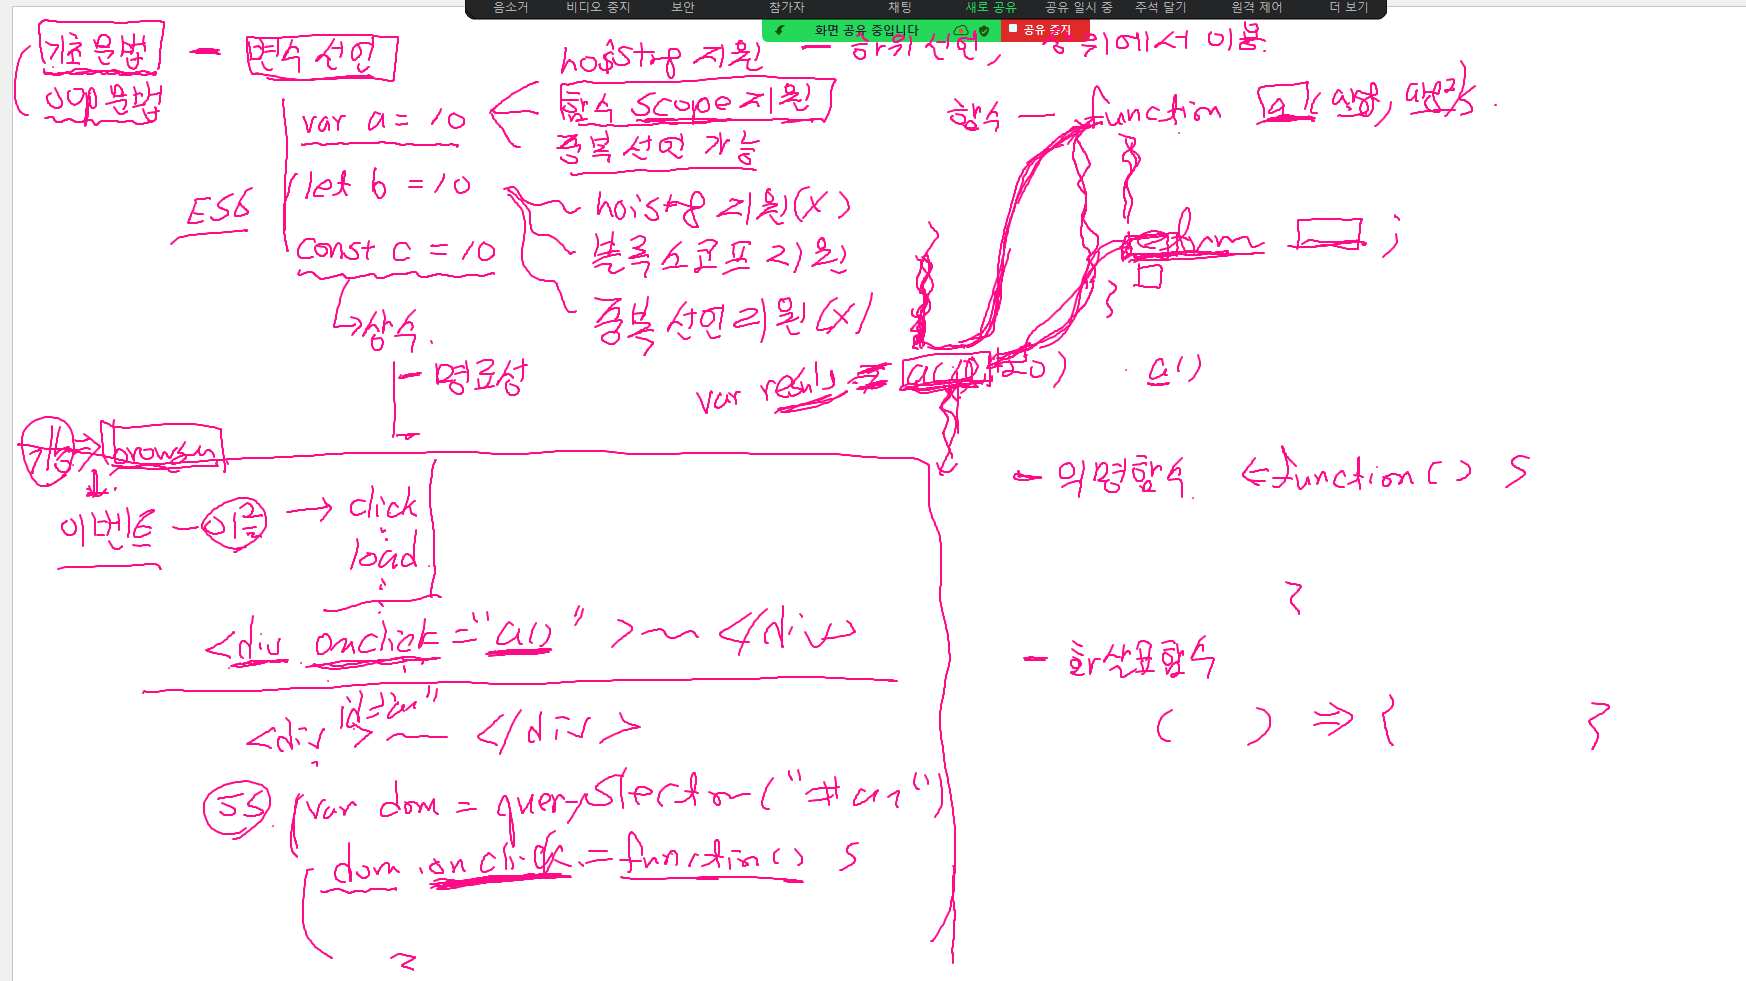 음소거 비디오 중지 보안 참가자 채팅 새로 공유 공유 일시 중지 주석 달기 원격 제어 더 보기
화면 공유 중입니다 공유 중지
기초 문법 - 변수 선언
oop 문법
hoisting 지원 - 하위 선언, 상위에서 이용.
var a = 10
함수 scope 지원
중복 선언 가능
ES6
let b = 10
const c = 10
hoisting 지원(X)
블록 스코프 지원
중복 선언 지원(X)
→ 상수.
- 명료성
함수 - function a (arg1, arg2) {
return ;
}
var result = a(10, 20)
a()
- 익명함수 ← function() {
}
- 화살표함수
( ) => { }
browser
1.
이벤트 - 이름 → click
load
<div onclick="a()" > </div>
id="a1"
<div > </div>
JS
var dom = querySelector("#a1")
dom.onclick = function() {
}